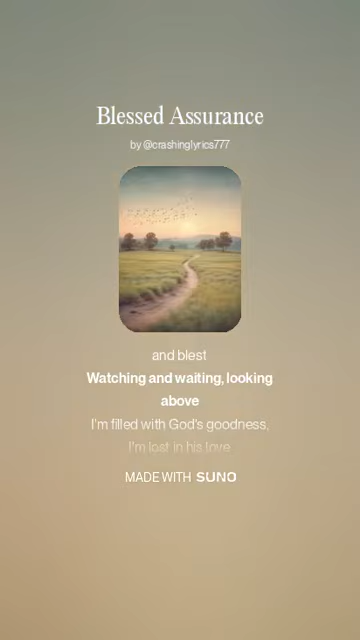 Blessed Assurance
by @crashinglyrics777
and blest
Watching and waiting, looking
above
I'm filled with God's goodness,
I'm lost in his love
MADE WITH SUNO